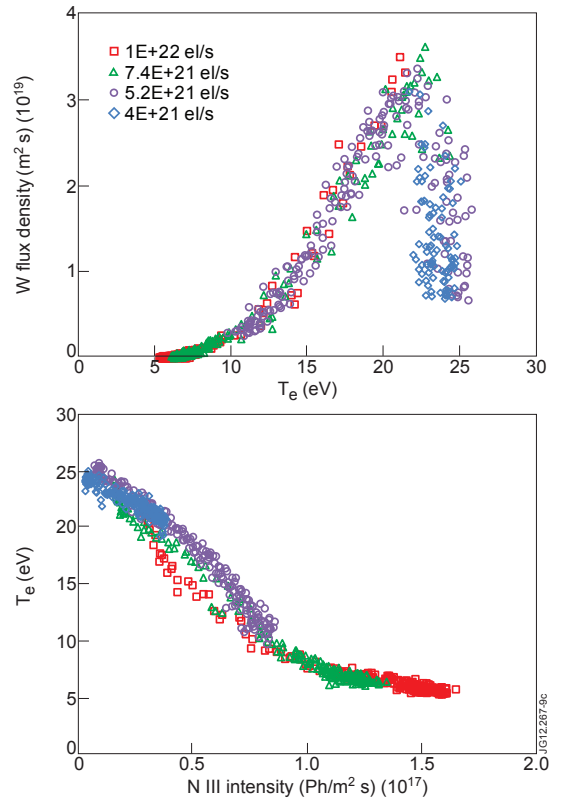 W flux density (m² s) (10¹⁹)
4
3
2
1
0
1E+22 el/s
7.4E+21 el/s
5.2E+21 el/s
4E+21 el/s
0 5 10 15 20 25 30
Tₑ (eV)
Tₑ (eV)
30
25
20
15
10
5
0
0 0.5 1.0 1.5 2.0
N III intensity (Ph/m² s) (10¹⁷)
JG12.267-9c